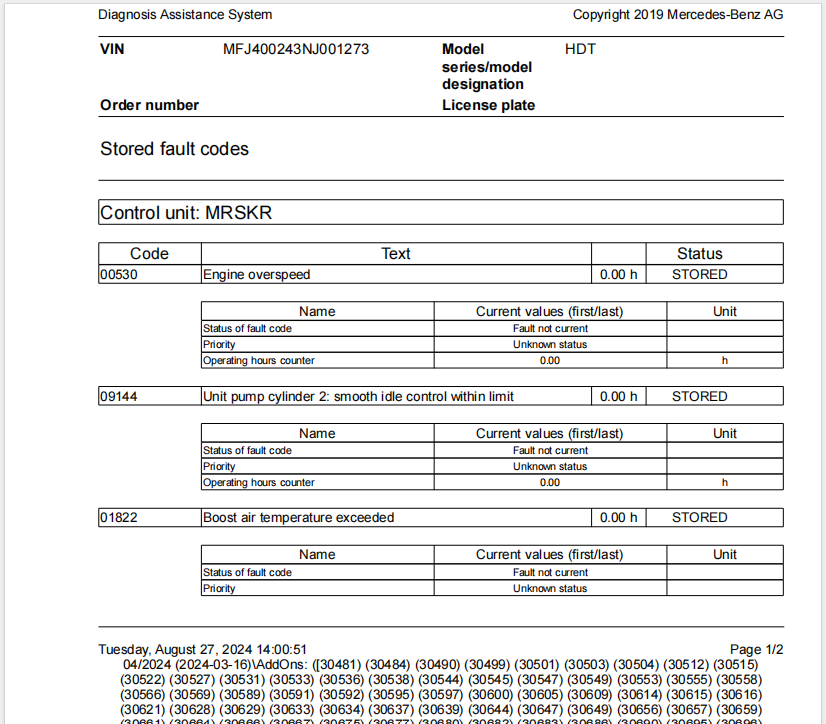 Diagnosis Assistance System Copyright 2019 Mercedes-Benz AG
VIN MFJ400243NJ001273 Model series/model designation HDT
Order number License plate
Stored fault codes
Control unit: MRSKR
Code Text Status
00530 Engine overspeed 0.00 h STORED
Name Current values (first/last) Unit
Status of fault code Fault not current
Priority Unknown status
Operating hours counter 0.00 h
09144 Unit pump cylinder 2: smooth idle control within limit 0.00 h STORED
Name Current values (first/last) Unit
Status of fault code Fault not current
Priority Unknown status
Operating hours counter 0.00 h
01822 Boost air temperature exceeded 0.00 h STORED
Name Current values (first/last) Unit
Status of fault code Fault not current
Priority Unknown status
Tuesday, August 27, 2024 14:00:51 Page 1/2
04/2024 (2024-03-16)\AddOns: ([30481) (30484) (30490) (30499) (30501) (30503) (30504) (30512) (30515)
(30522) (30527) (30531) (30533) (30536) (30538) (30544) (30545) (30547) (30549) (30553) (30555) (30558)
(30566) (30569) (30589) (30591) (30592) (30595) (30597) (30600) (30605) (30609) (30614) (30615) (30616)
(30621) (30628) (30629) (30633) (30634) (30637) (30639) (30644) (30647) (30649) (30656) (30657) (30659)